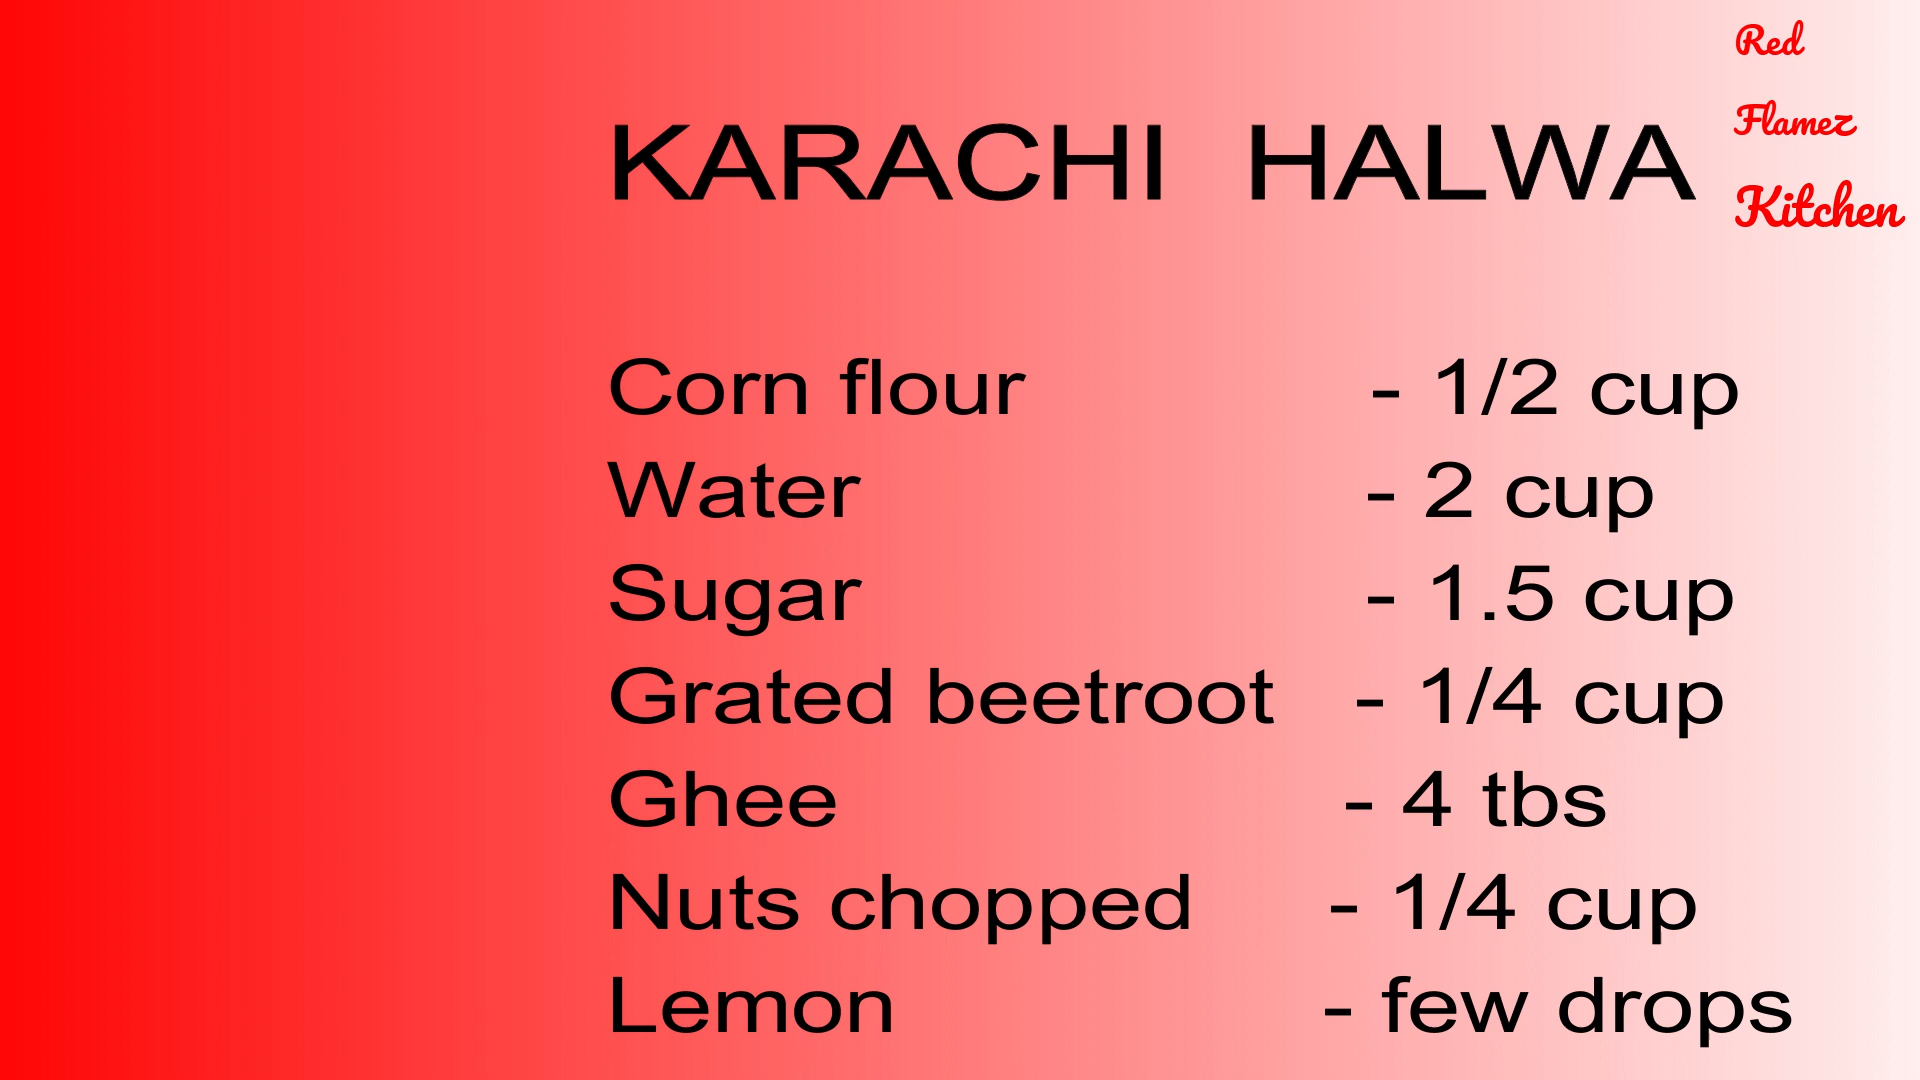 Red
Flamez
Kitchen
KARACHI HALWA
Corn flour - 1/2 cup
Water - 2 cup
Sugar - 1.5 cup
Grated beetroot - 1/4 cup
Ghee - 4 tbs
Nuts chopped - 1/4 cup
Lemon - few drops